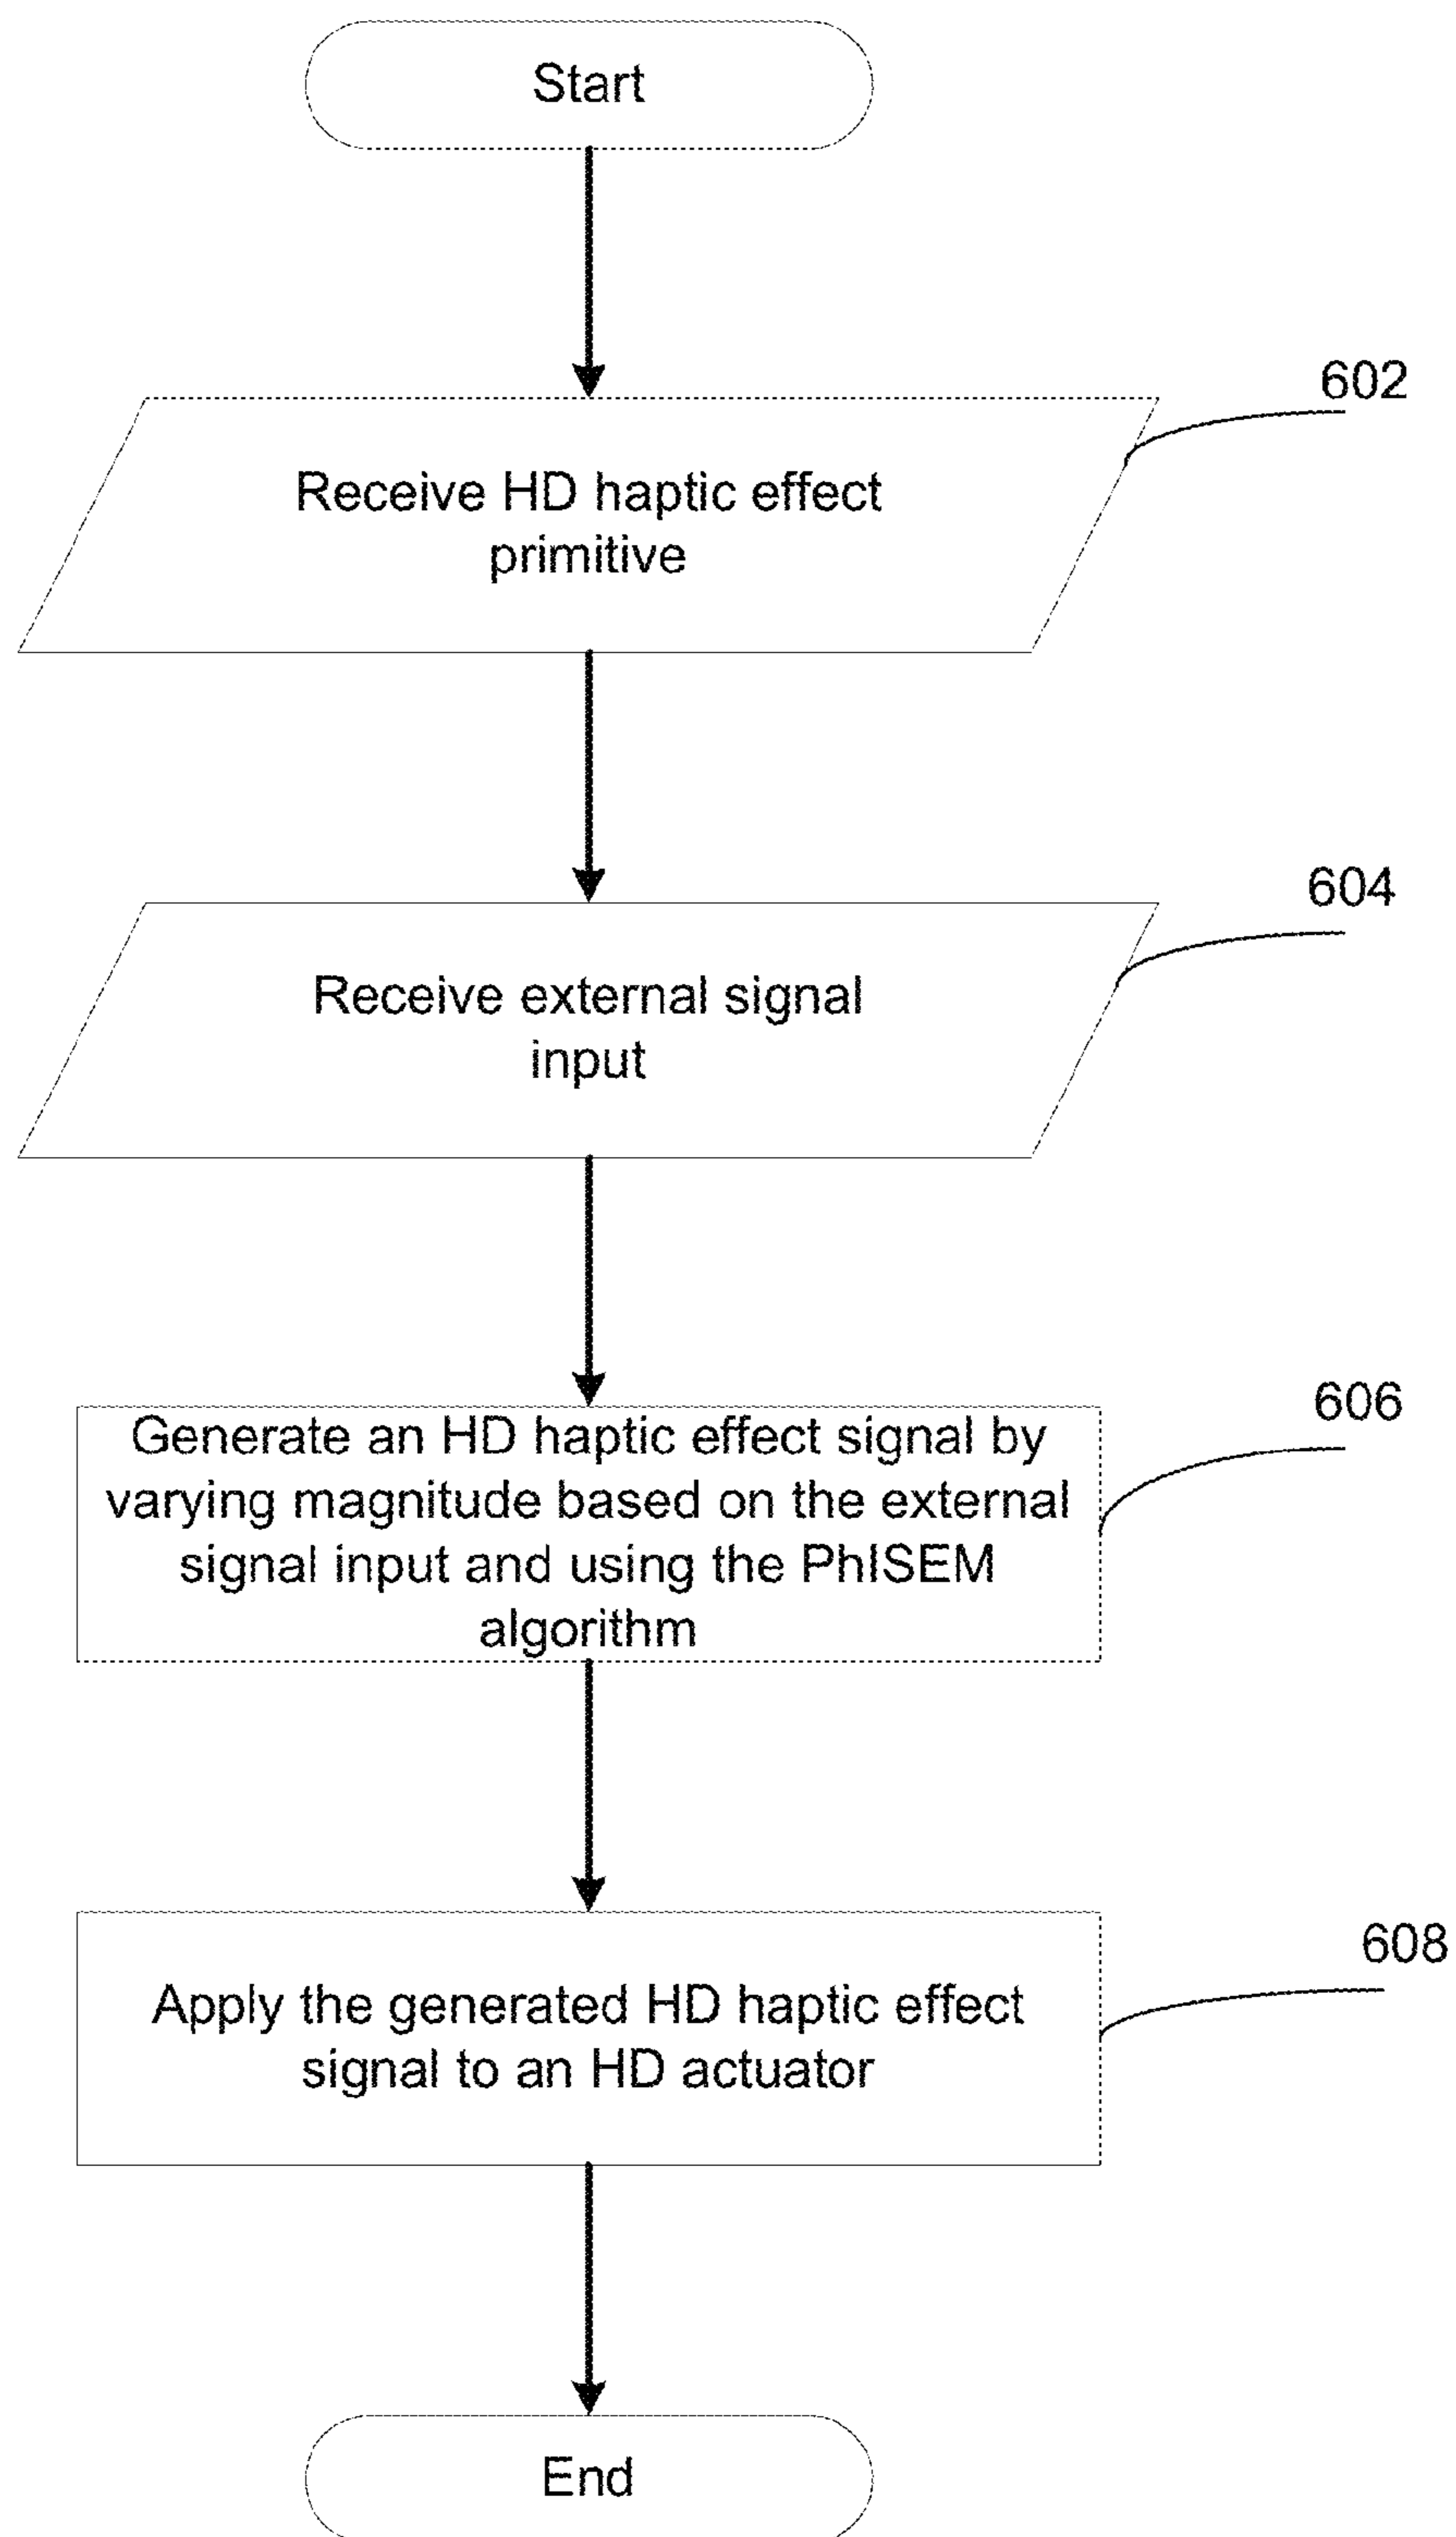 Start
602
Receive HD haptic effect
primitive
604
Receive external signal
input
606
Generate an HD haptic effect signal by
varying magnitude based on the external
signal input and using the PhISEM
algorithm
608
Apply the generated HD haptic effect
signal to an HD actuator
End